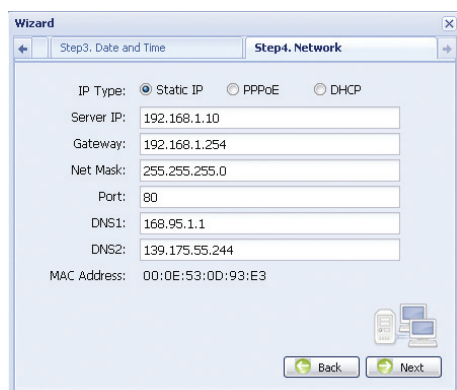 Wizard
Step3. Date and Time Step4. Network
IP Type: Static IP PPPoE DHCP
Server IP: 192.168.1.10
Gateway: 192.168.1.254
Net Mask: 255.255.255.0
Port: 80
DNS1: 168.95.1.1
DNS2: 139.175.55.244
MAC Address: 00:0E:53:0D:93:E3
Back Next